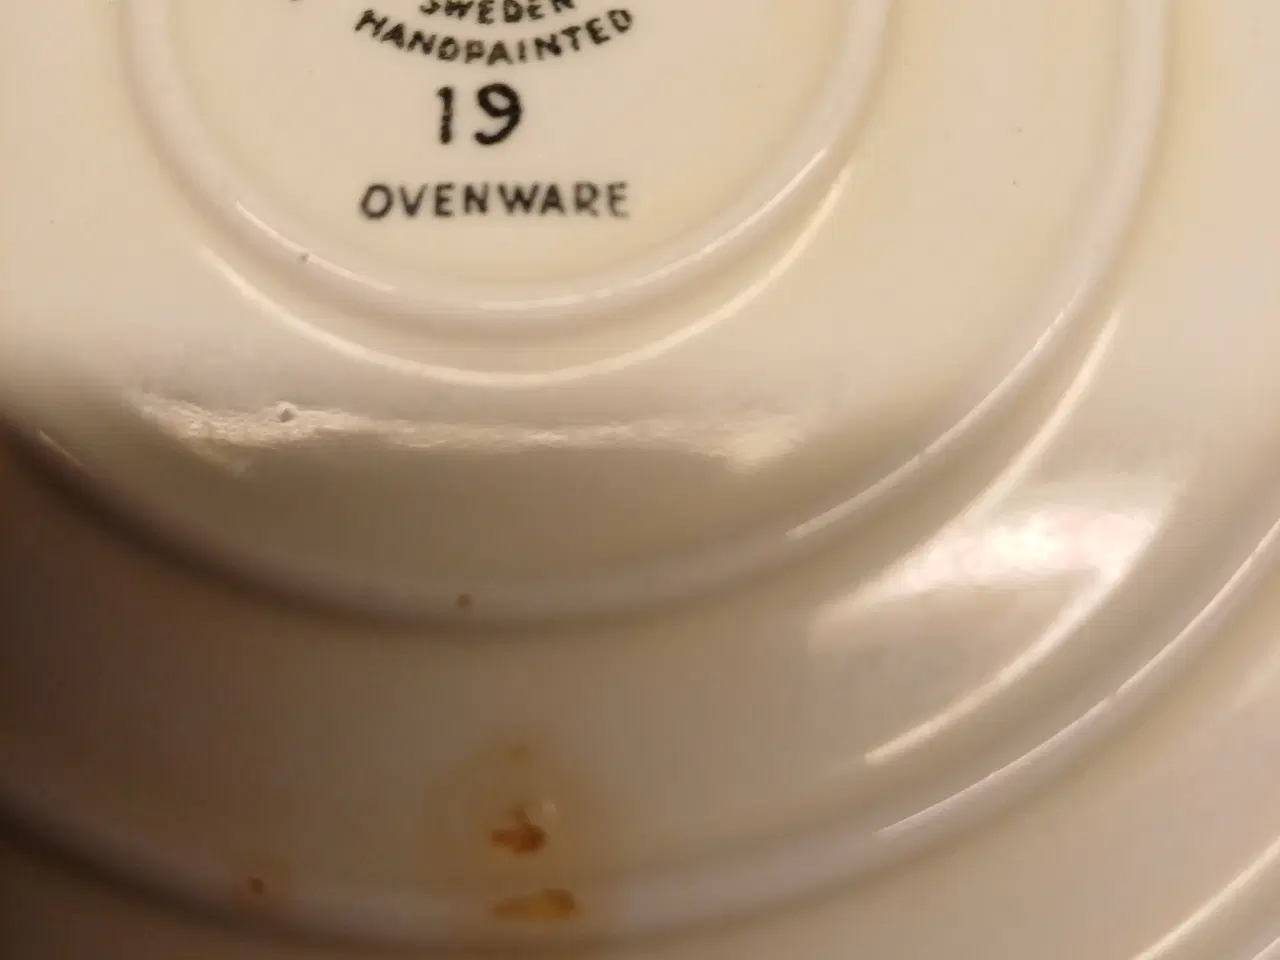 SWEDEN
HANDPAINTED
19
OVENWARE